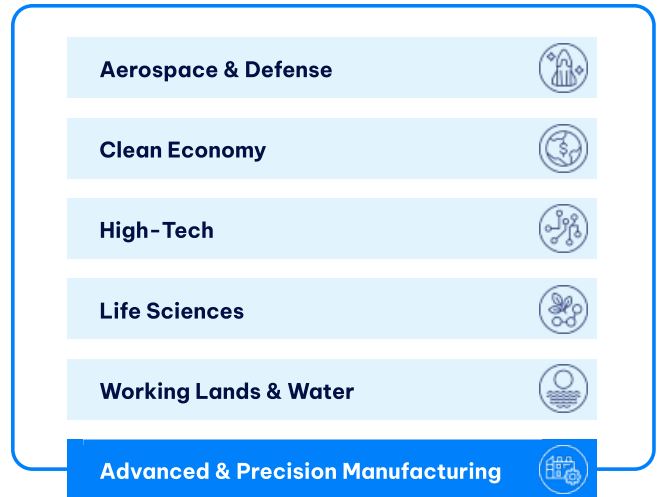 Aerospace & Defense
Clean Economy
High-Tech
Life Sciences
Working Lands & Water
Advanced & Precision Manufacturing